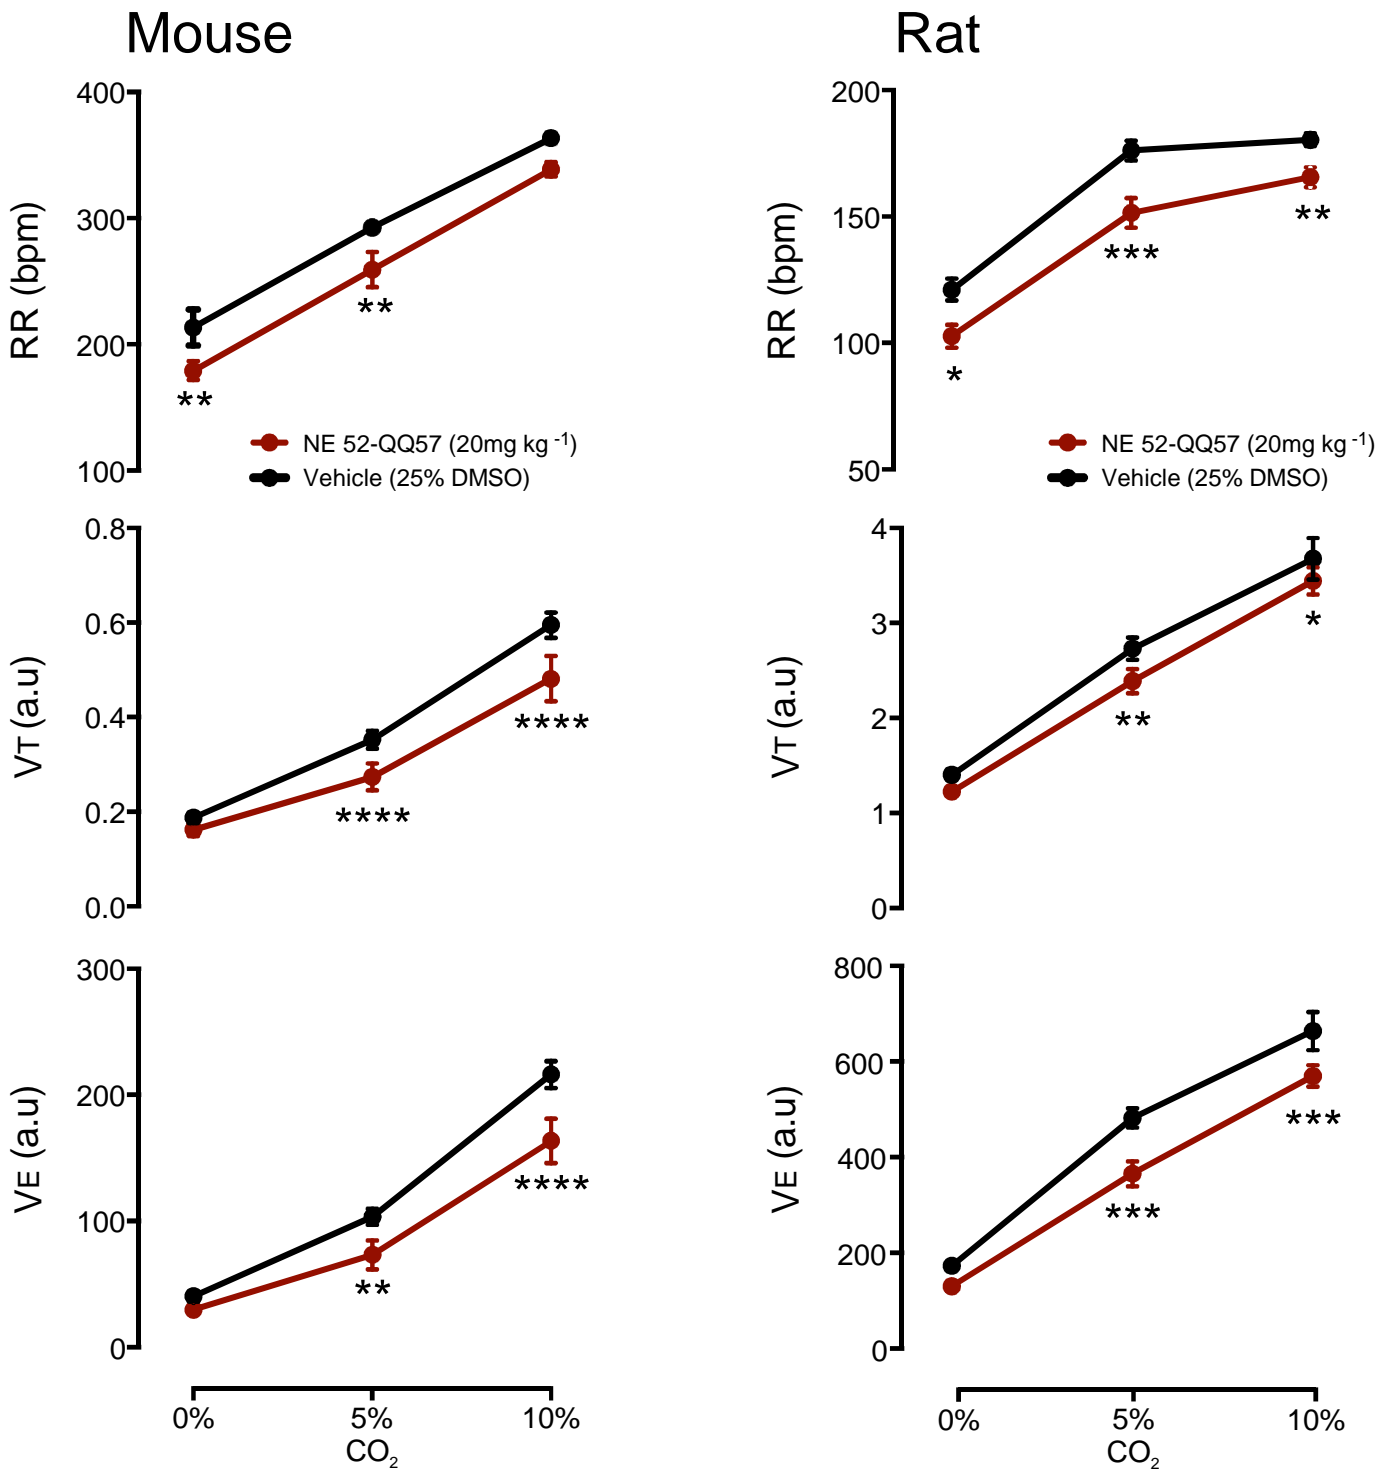 Mouse
400
300
200
100
RR (bpm)
**
**
NE 52-QQ57 (20mg kg -1)
Vehicle (25% DMSO)
0.8
0.6
0.4
0.2
0.0
VT (a.u)
****
****
300
200
100
0
VE (a.u)
**
****
0% 5% 10%
CO2
Rat
200
150
100
50
RR (bpm)
*
***
**
NE 52-QQ57 (20mg kg -1)
Vehicle (25% DMSO)
4
3
2
1
0
VT (a.u)
**
*
800
600
400
200
0
VE (a.u)
***
***
0% 5% 10%
CO2